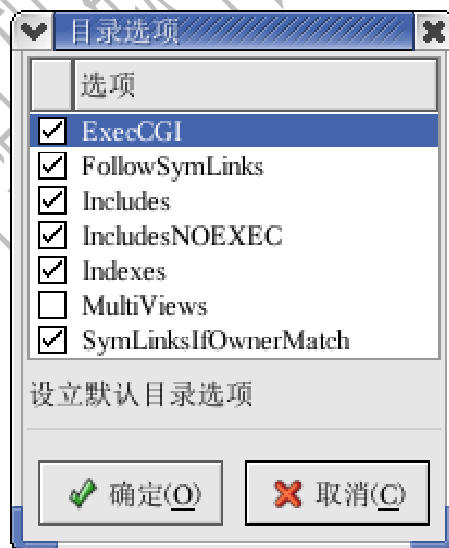 目录选项
选项
ExecCGI
FollowSymLinks
Includes
IncludesNOEXEC
Indexes
MultiViews
SymLinksIfOwnerMatch
设立默认目录选项
确定(O)
取消(C)